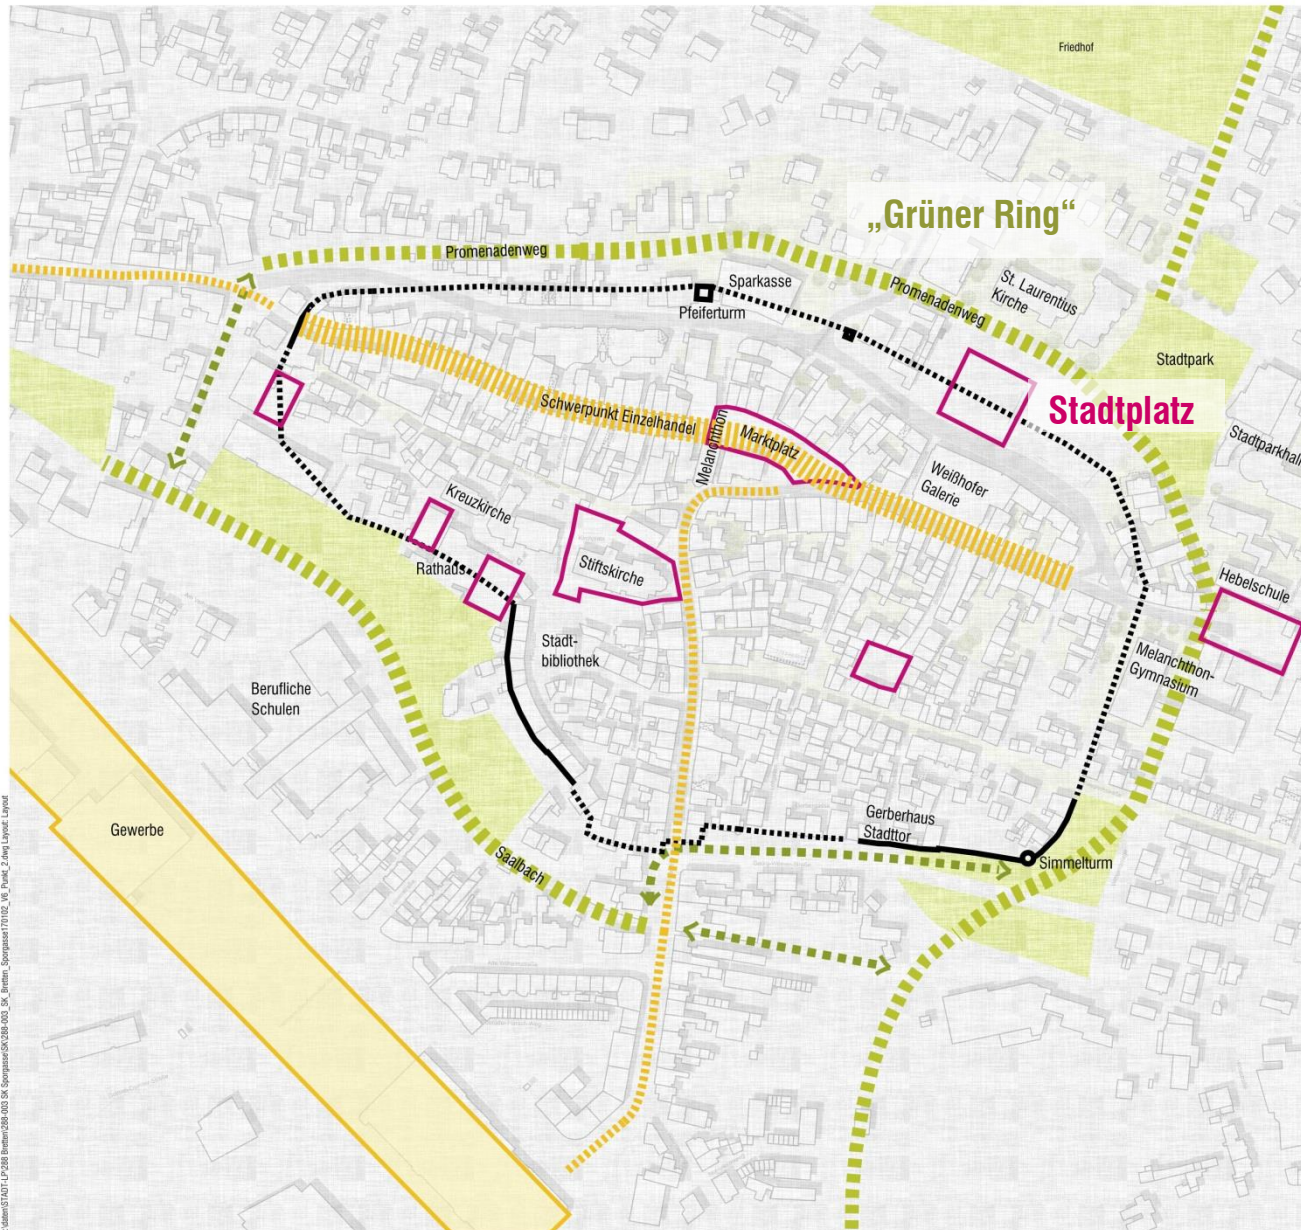 Friedhof
„Grüner Ring“
Promenadenweg
Sparkasse
Pfeiferturm
Promenadenweg
St. Laurentius
Kirche
Stadtpark
Stadtplatz
Stadtparkhall
Schwerpunkt Einzelhandel
Melanchthon
Marktplatz
Weißhofer
Galerie
Kreuzkirche
Rathaus
Stiftskirche
Hebelschule
Stadt-
bibliothek
Melanchthon-
Gymnasium
Berufliche
Schulen
Gewerbe
Gerberhaus
Stadttor
Simmelturm
Saalbach